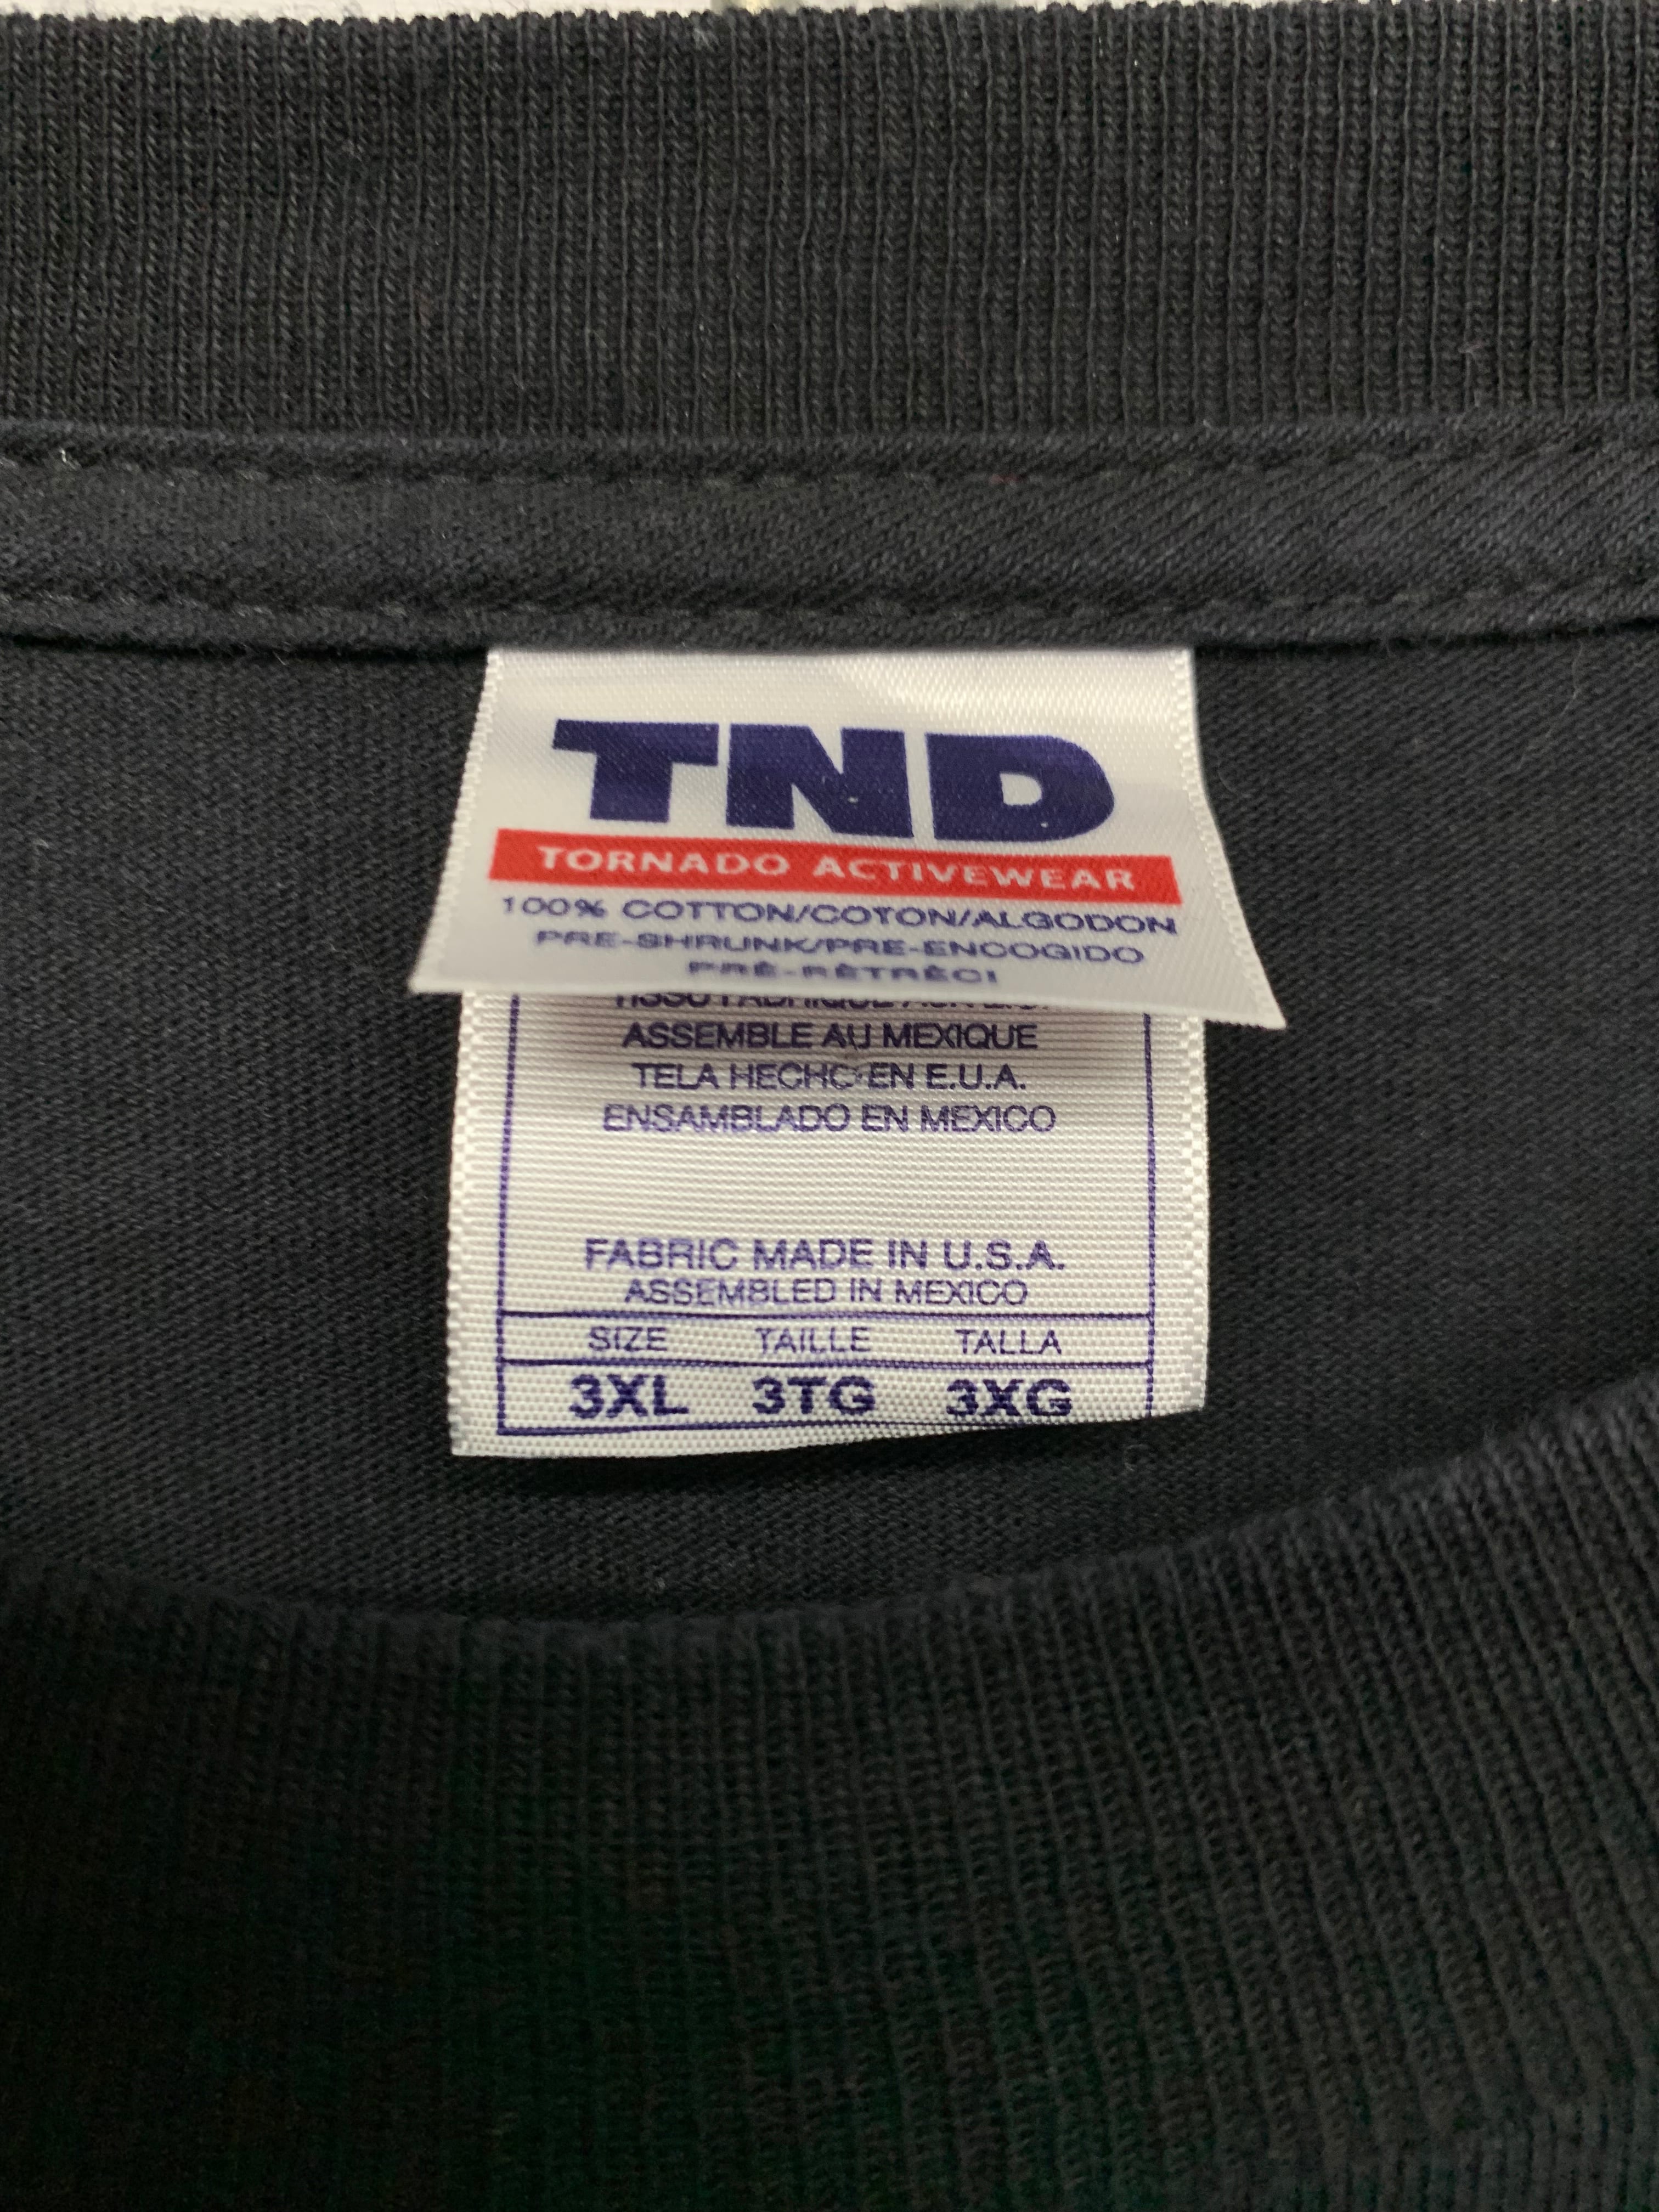 TND
TORNADO ACTIVEWEAR
100% COTTON/COTON/ALGODON
PRE-SHRUNK/PRE-ENCOGIDO
PRÉ-RÉTRÉCI
ASSEMBLE AU MEXIQUE
TELA HECHO EN E.U.A.
ENSAMBLADO EN MEXICO
FABRIC MADE IN U.S.A.
ASSEMBLED IN MEXICO
SIZE TAILLE TALLA
3XL 3TG 3XG